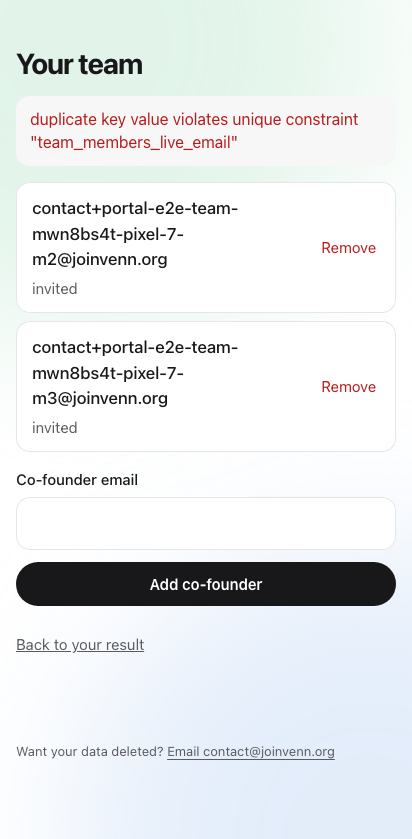 Your team
duplicate key value violates unique constraint
"team_members_live_email"
contact+portal-e2e-team-
mwn8bs4t-pixel-7-
m2@joinvenn.org
invited
Remove
contact+portal-e2e-team-
mwn8bs4t-pixel-7-
m3@joinvenn.org
invited
Remove
Co-founder email
Add co-founder
Back to your result
Want your data deleted? Email contact@joinvenn.org